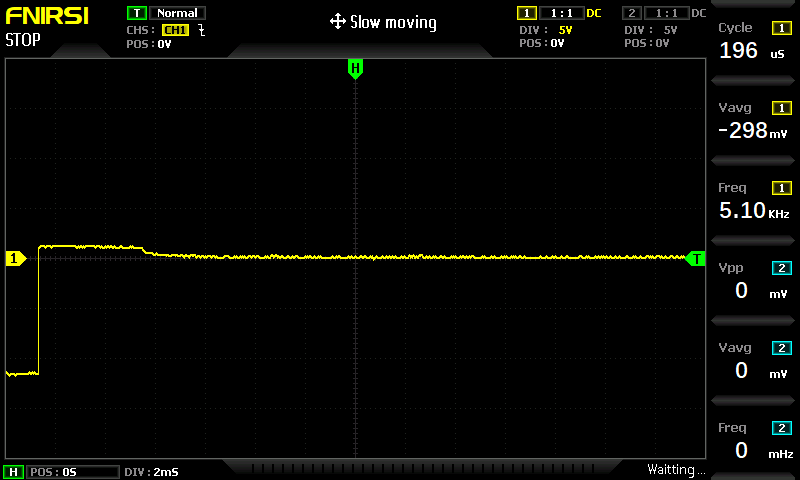 FNIRSI
STOP
T Normal
CHS: CH1
POS: 0V
Slow moving
1 1:1 DC
DIV: 5V
POS: 0V
2 1:1 DC
DIV: 5V
POS: 0V
H
1
T
Cycle 1
196 uS
Vavg 1
-298 mV
Freq 1
5.10 KHz
Vpp 2
0 mV
Vavg 2
0 mV
Freq 2
0 mHz
H POS: 0S DIV: 2mS
Waitting...